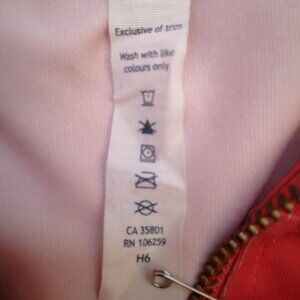 Exclusive of trim
Wash with like
colours only
CA 35801
RN 106259
H6